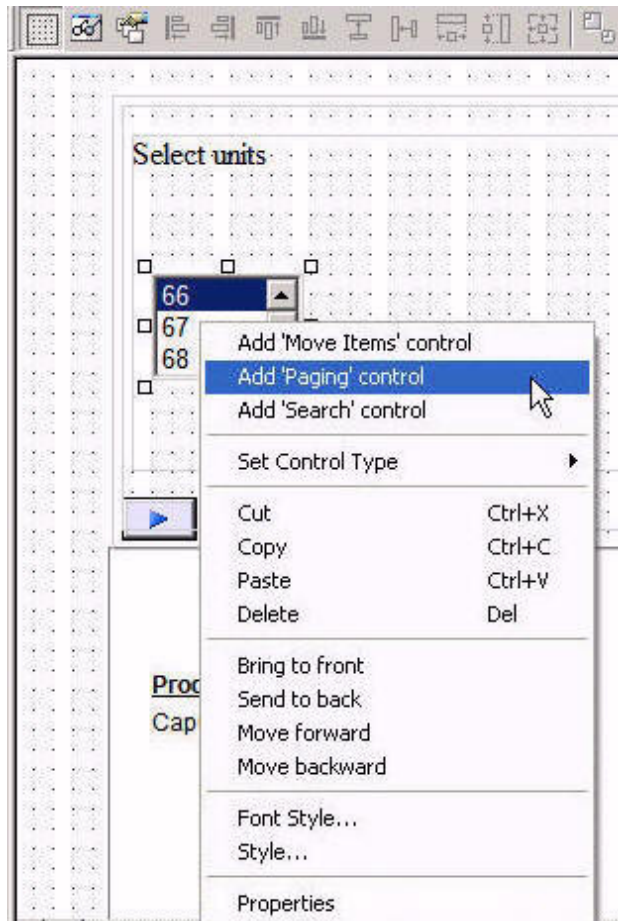 Select units
66
67
68
Add 'Move Items' control
Add 'Paging' control
Add 'Search' control
Set Control Type
Cut Ctrl+X
Copy Ctrl+C
Paste Ctrl+V
Delete Del
Bring to front
Send to back
Proc
Move forward
Cap
Move backward
Font Style...
Style...
Properties